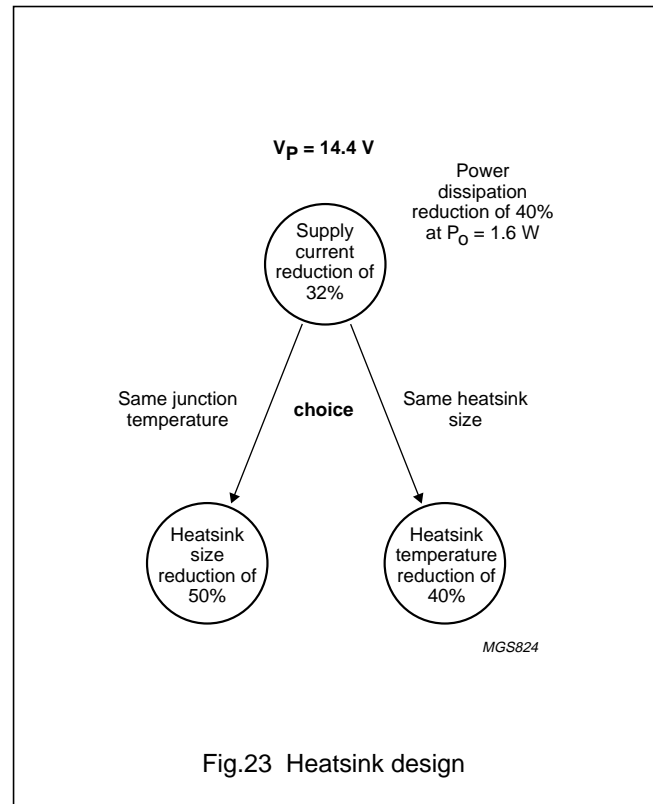 V_P = 14.4 V
Power
dissipation
reduction of 40%
at P_o = 1.6 W
Supply
current
reduction of
32%
Same junction
temperature
choice
Same heatsink
size
Heatsink
size
reduction of
50%
Heatsink
temperature
reduction of
40%
MGS824
Fig.23 Heatsink design